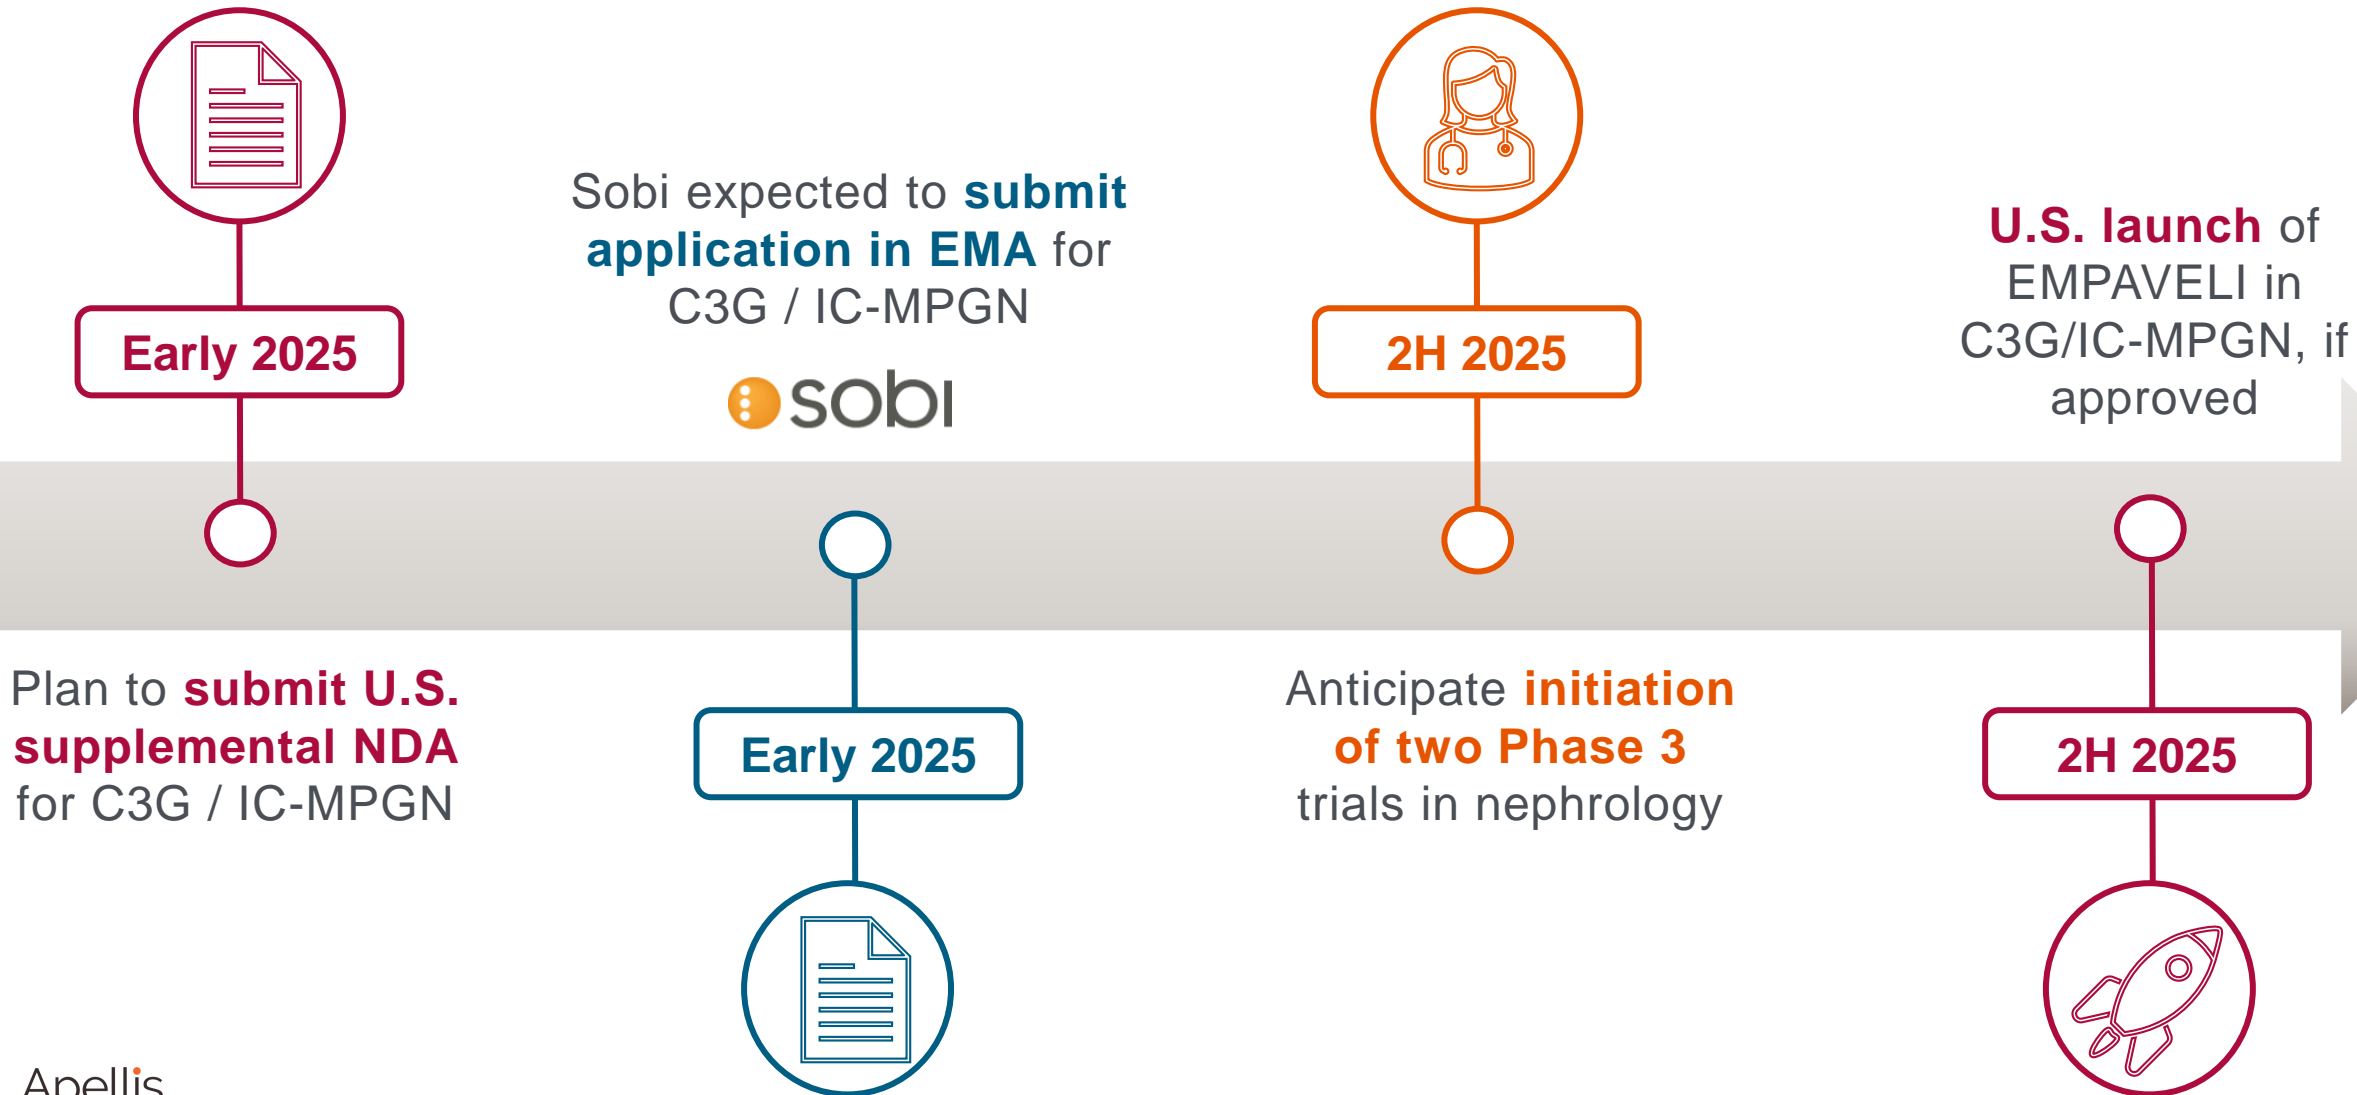 Early 2025
Plan to submit U.S.
supplemental NDA
for C3G / IC-MPGN
Sobi expected to submit
application in EMA for
C3G / IC-MPGN
sobi
Early 2025
2H 2025
Anticipate initiation
of two Phase 3
trials in nephrology
U.S. launch of
EMPAVELI in
C3G/IC-MPGN, if
approved
2H 2025
Apellis